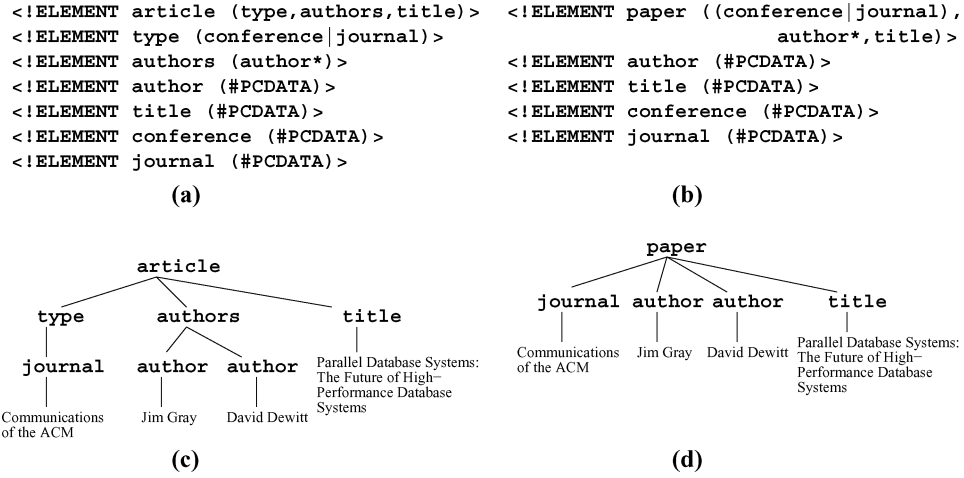 <!ELEMENT article (type,authors,title)>
<!ELEMENT type (conference|journal)>
<!ELEMENT authors (author*)>
<!ELEMENT author (#PCDATA)>
<!ELEMENT title (#PCDATA)>
<!ELEMENT conference (#PCDATA)>
<!ELEMENT journal (#PCDATA)>
(a)
<!ELEMENT paper ((conference|journal),
author*,title)>
<!ELEMENT author (#PCDATA)>
<!ELEMENT title (#PCDATA)>
<!ELEMENT conference (#PCDATA)>
<!ELEMENT journal (#PCDATA)>
(b)
article
type authors title
journal author author
Parallel Database Systems:
The Future of High-
Performance Database
Systems
Communications
of the ACM
Jim Gray
David Dewitt
(c)
paper
journal author author title
Communications
of the ACM
Jim Gray
David Dewitt
Parallel Database Systems:
The Future of High-
Performance Database
Systems
(d)